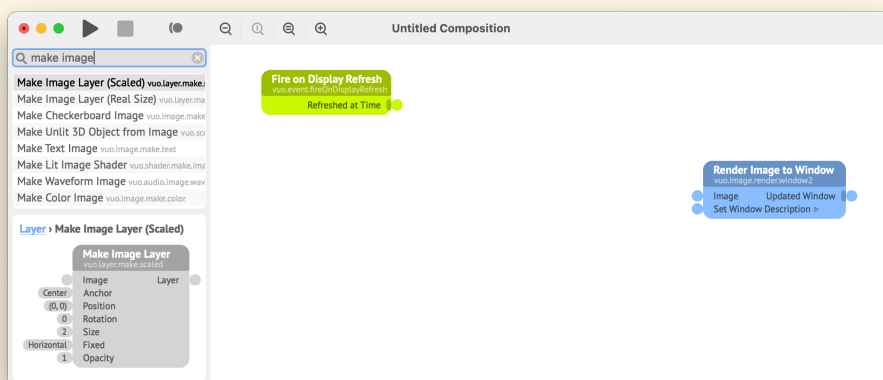 Untitled Composition
make image
Make Image Layer (Scaled) vuo.layer.make.s
Make Image Layer (Real Size) vuo.layer.ma
Make Checkerboard Image vuo.image.make
Make Unlit 3D Object from Image vuo.sc
Make Text Image vuo.image.make.text
Make Lit Image Shader vuo.shader.make.ima
Make Waveform Image vuo.audio.image.wav
Make Color Image vuo.image.make.color
Layer › Make Image Layer (Scaled)
Make Image Layer
vuo.layer.make.scaled
Image Layer
Center Anchor
(0, 0) Position
0 Rotation
2 Size
Horizontal Fixed
1 Opacity
Fire on Display Refresh
vuo.event.fireOnDisplayRefresh
Refreshed at Time
Render Image to Window
vuo.image.render.window2
Image Updated Window
Set Window Description ▸